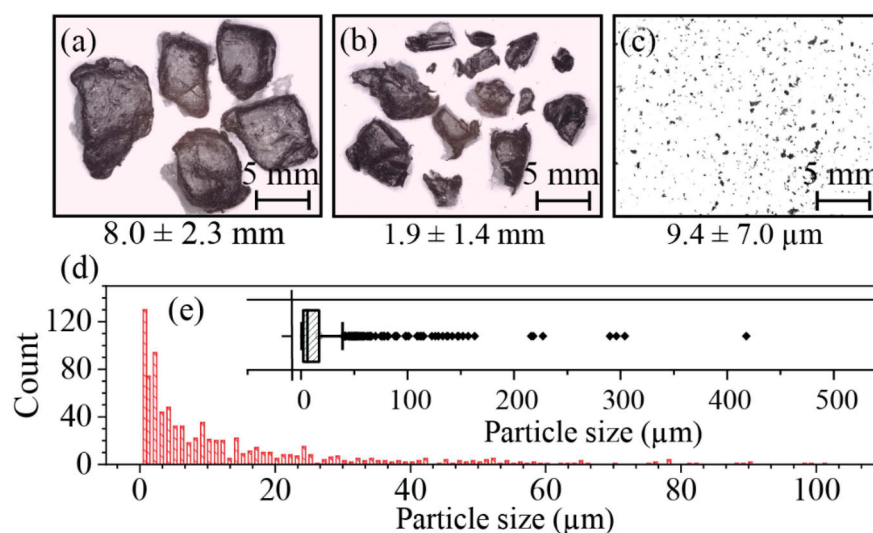 (a)
5 mm
8.0 ± 2.3 mm
(b)
5 mm
1.9 ± 1.4 mm
(c)
5 mm
9.4 ± 7.0 µm
(d)
Count
120
80
40
0
0 20 40 60 80 100
Particle size (µm)
(e)
0 100 200 300 400 500
Particle size (µm)